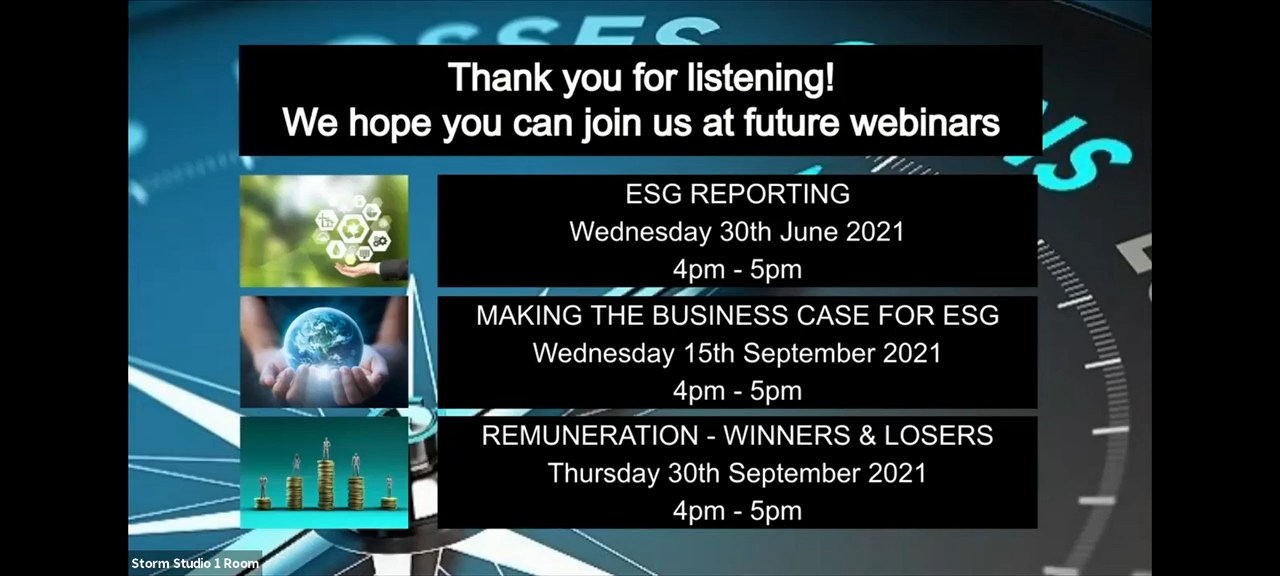 Thank you for listening!
We hope you can join us at future webinars
ESG REPORTING
Wednesday 30th June 2021
4pm - 5pm
MAKING THE BUSINESS CASE FOR ESG
Wednesday 15th September 2021
4pm - 5pm
REMUNERATION - WINNERS & LOSERS
Thursday 30th September 2021
4pm - 5pm
Storm Studio 1 Room